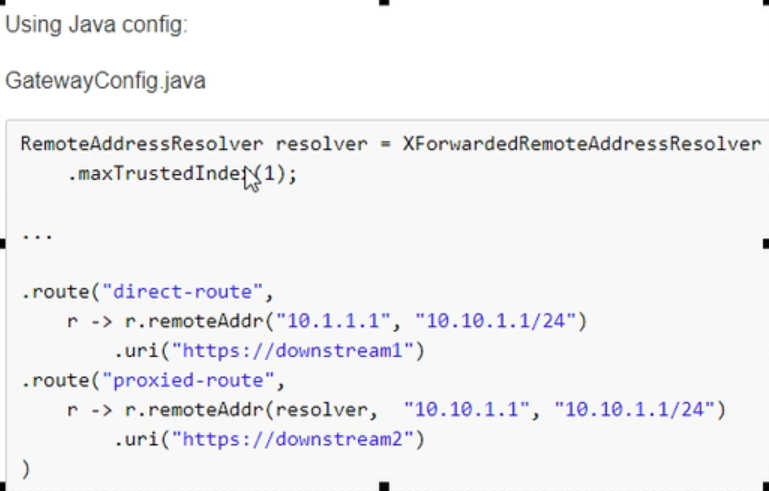 Using Java config:
GatewayConfig.java
RemoteAddressResolver resolver = XForwardedRemoteAddressResolver
    .maxTrustedIndex(1);
...
.route("direct-route",
    r -> r.remoteAddr("10.1.1.1", "10.10.1.1/24")
        .uri("https://downstream1")
.route("proxied-route",
    r -> r.remoteAddr(resolver,  "10.10.1.1", "10.10.1.1/24")
        .uri("https://downstream2")
)